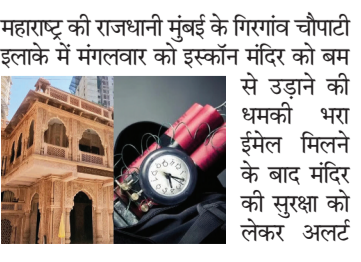 महाराष्ट्र की राजधानी मुंबई के गिरगांव चौपाटी
इलाके में मंगलवार को इस्कॉन मंदिर को बम
से उड़ाने की
धमकी भरा
ईमेल मिलने
के बाद मंदिर
की सुरक्षा को
लेकर अलर्ट